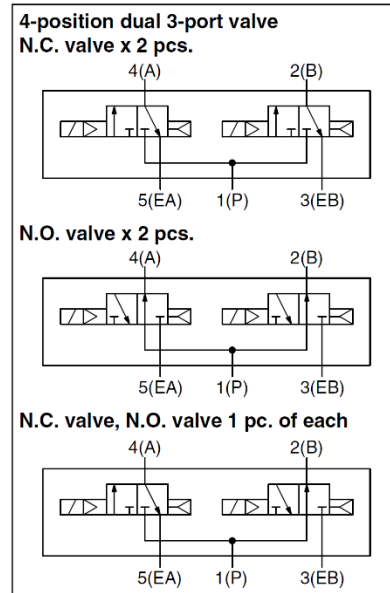 4-position dual 3-port valve
N.C. valve x 2 pcs.
4(A) 2(B)
5(EA) 1(P) 3(EB)
N.O. valve x 2 pcs.
4(A) 2(B)
5(EA) 1(P) 3(EB)
N.C. valve, N.O. valve 1 pc. of each
4(A) 2(B)
5(EA) 1(P) 3(EB)